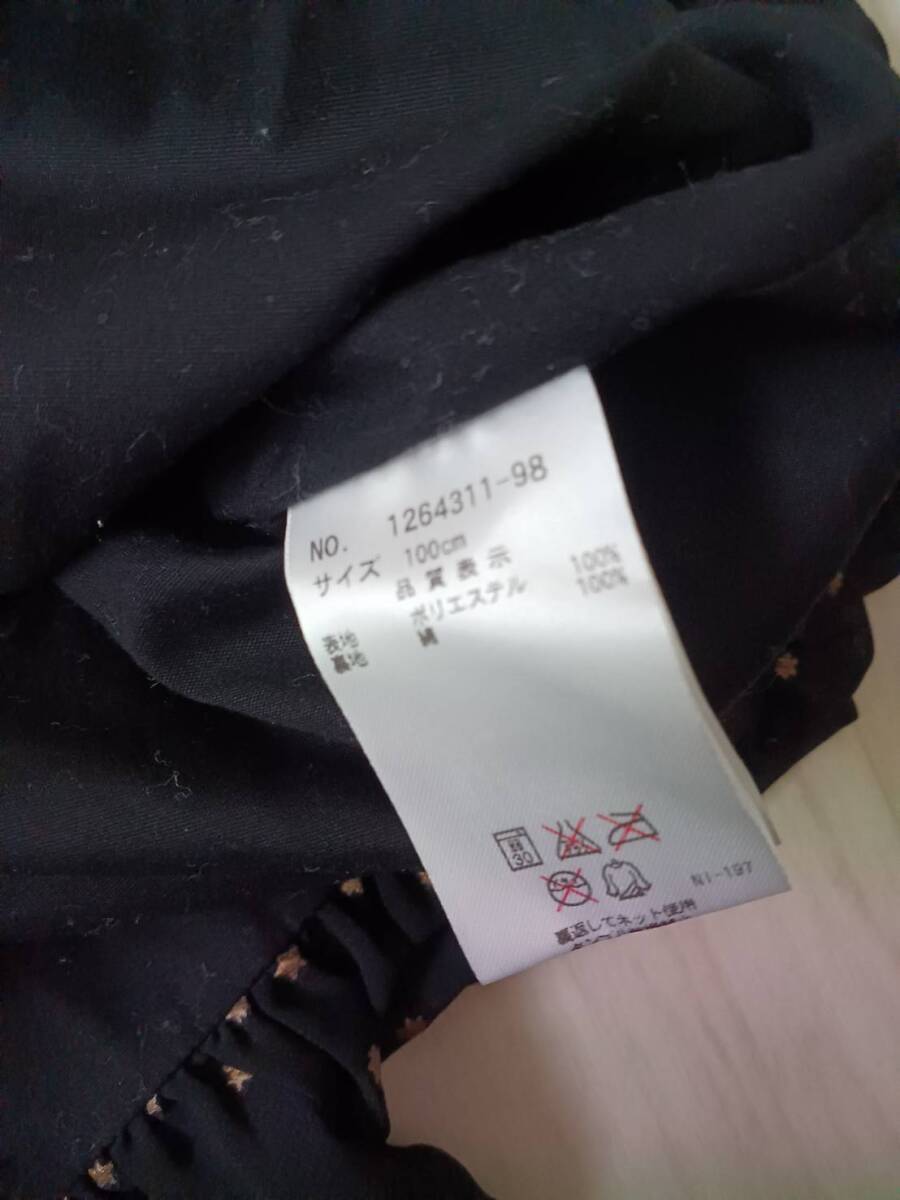 NO. 1264311-98
サイズ 100cm
品質表示
表地 ポリエステル 100%
裏地 綿 100%
30
NI-197
裏返してネット使用